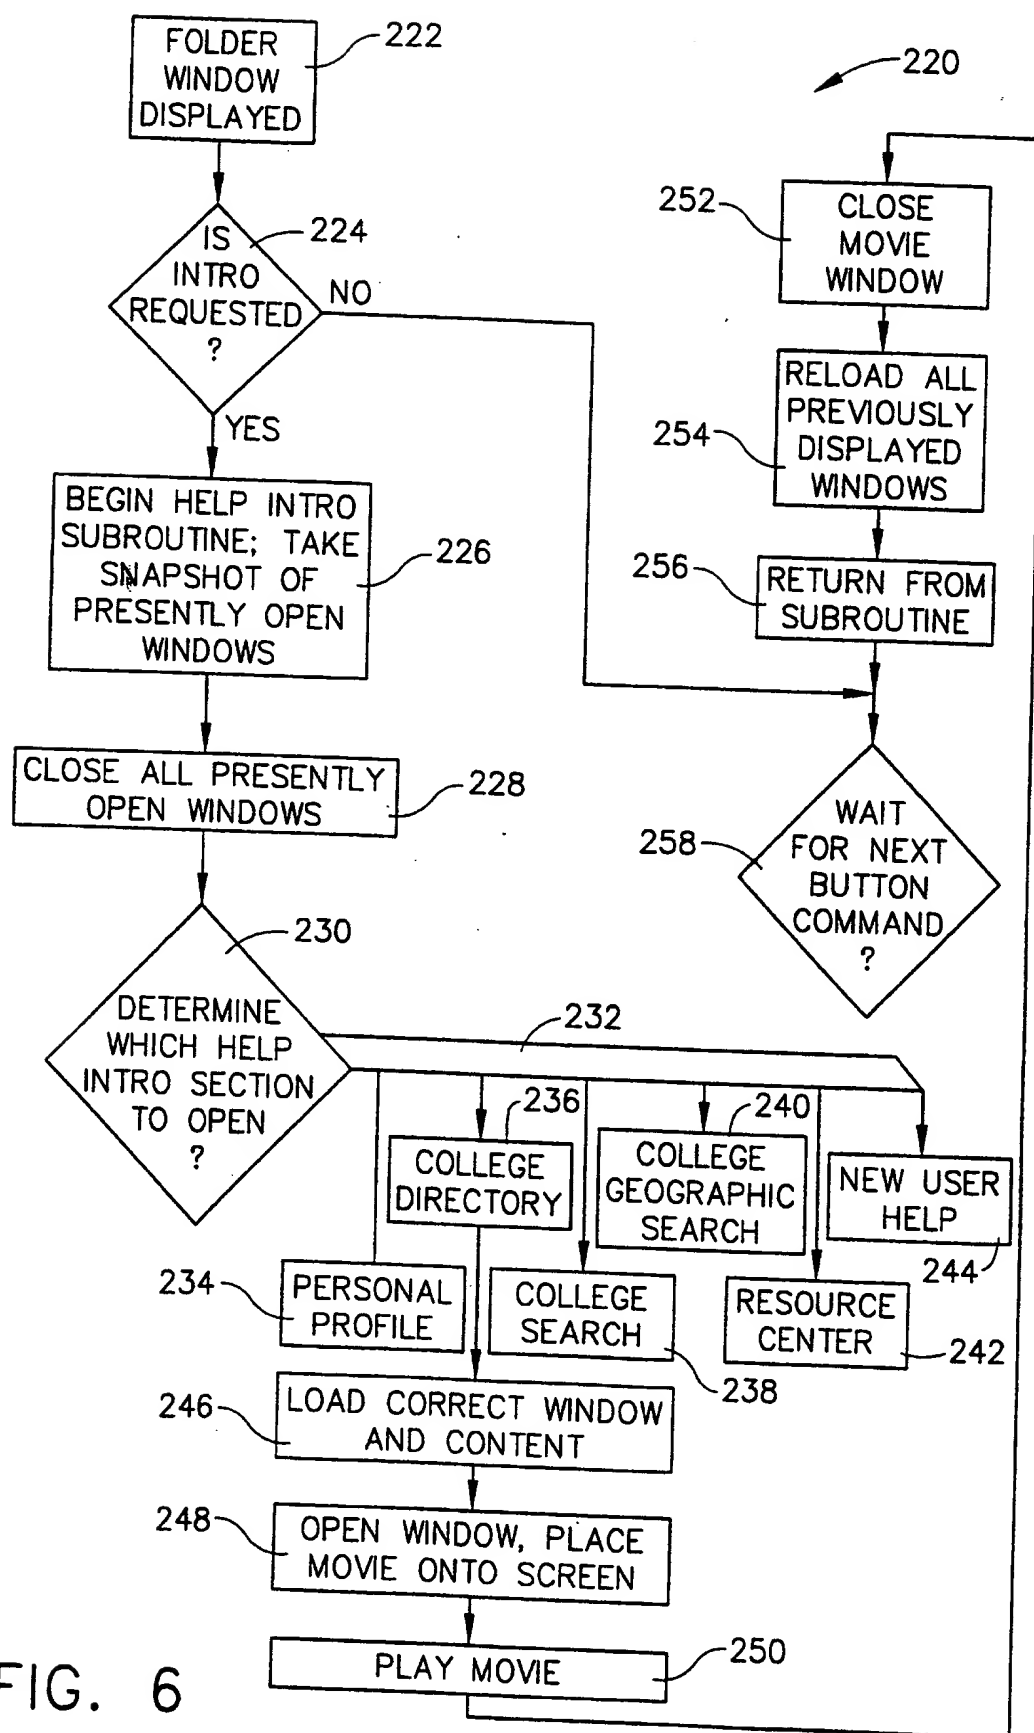 FOLDER
WINDOW
DISPLAYED
222
220
IS
INTRO
REQUESTED
?
224
NO
YES
BEGIN HELP INTRO
SUBROUTINE; TAKE
SNAPSHOT OF
PRESENTLY OPEN
WINDOWS
226
CLOSE ALL PRESENTLY
OPEN WINDOWS
228
230
DETERMINE
WHICH HELP
INTRO SECTION
TO OPEN
?
232
234
PERSONAL
PROFILE
236
COLLEGE
DIRECTORY
COLLEGE
SEARCH
238
240
COLLEGE
GEOGRAPHIC
SEARCH
RESOURCE
CENTER
242
NEW USER
HELP
244
246
LOAD CORRECT WINDOW
AND CONTENT
248
OPEN WINDOW, PLACE
MOVIE ONTO SCREEN
PLAY MOVIE
250
252
CLOSE
MOVIE
WINDOW
254
RELOAD ALL
PREVIOUSLY
DISPLAYED
WINDOWS
256
RETURN FROM
SUBROUTINE
258
WAIT
FOR NEXT
BUTTON
COMMAND
?
FIG. 6